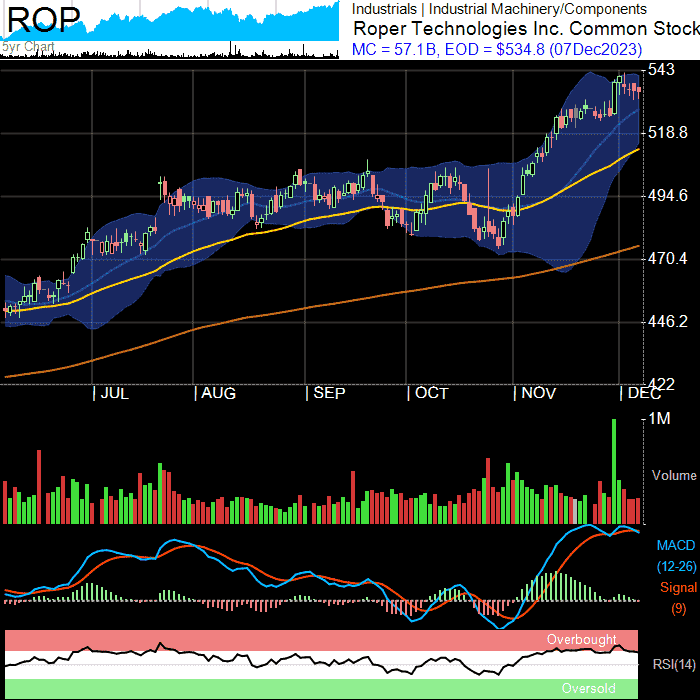 ROP
5yr Chart
Industrials | Industrial Machinery/Components
Roper Technologies Inc. Common Stock
MC = 57.1B, EOD = $534.8 (07Dec2023)
543
518.8
494.6
470.4
446.2
422
JUL AUG SEP OCT NOV DEC
1M
Volume
MACD
(12-26)
Signal
(9)
Overbought
RSI(14)
Oversold